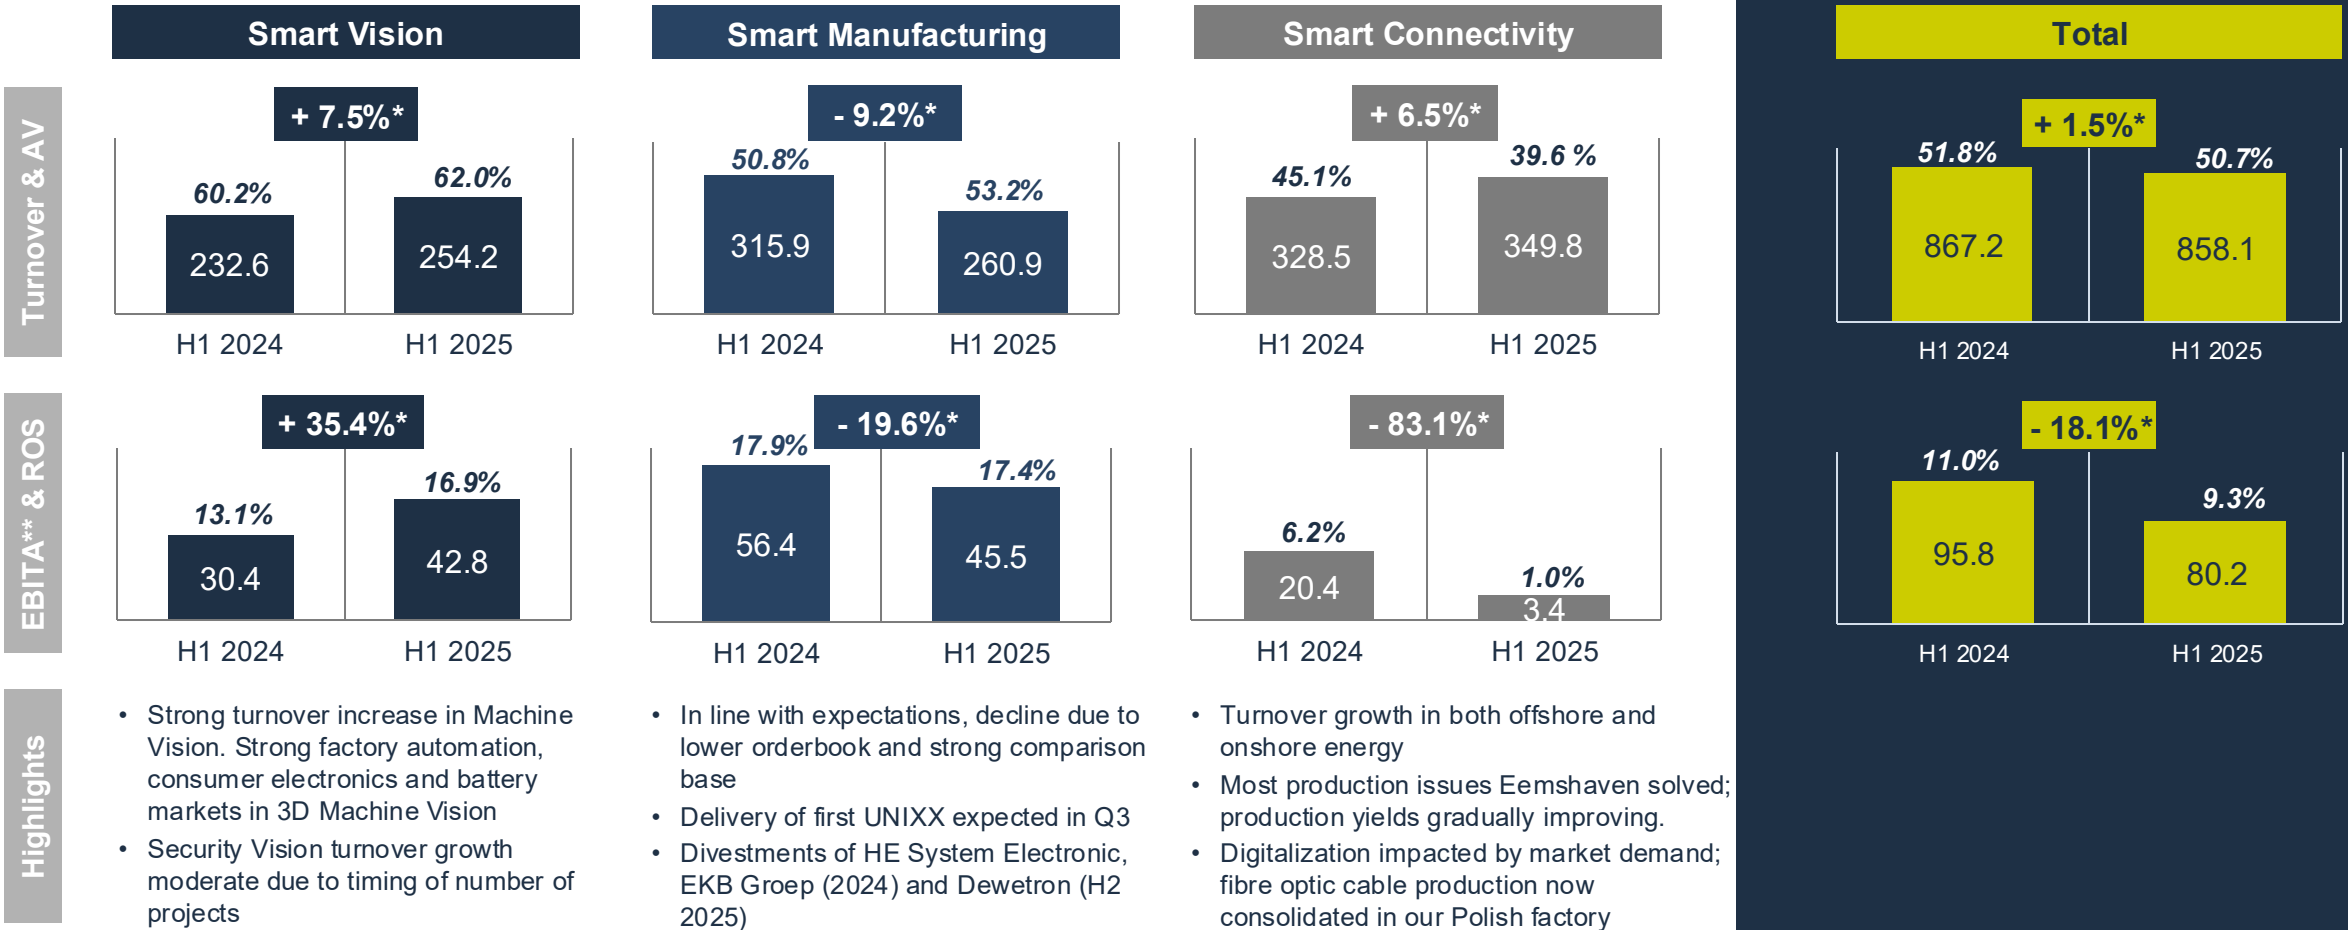 Smart Vision
Smart Manufacturing
Smart Connectivity
Total
Turnover & AV
+ 7.5%*
60.2%
62.0%
232.6
254.2
H1 2024
H1 2025
- 9.2%*
50.8%
53.2%
315.9
260.9
H1 2024
H1 2025
+ 6.5%*
45.1%
39.6 %
328.5
349.8
H1 2024
H1 2025
+ 1.5%*
51.8%
50.7%
867.2
858.1
H1 2024
H1 2025
EBITA** & ROS
+ 35.4%*
13.1%
16.9%
30.4
42.8
H1 2024
H1 2025
- 19.6%*
17.9%
17.4%
56.4
45.5
H1 2024
H1 2025
- 83.1%*
6.2%
1.0%
20.4
3.4
H1 2024
H1 2025
- 18.1%*
11.0%
9.3%
95.8
80.2
H1 2024
H1 2025
Highlights
• Strong turnover increase in Machine
Vision. Strong factory automation,
consumer electronics and battery
markets in 3D Machine Vision
• Security Vision turnover growth
moderate due to timing of number of
projects
• In line with expectations, decline due to
lower orderbook and strong comparison
base
• Delivery of first UNIXX expected in Q3
• Divestments of HE System Electronic,
EKB Groep (2024) and Dewetron (H2
2025)
• Turnover growth in both offshore and
onshore energy
• Most production issues Eemshaven solved;
production yields gradually improving.
• Digitalization impacted by market demand;
fibre optic cable production now
consolidated in our Polish factory